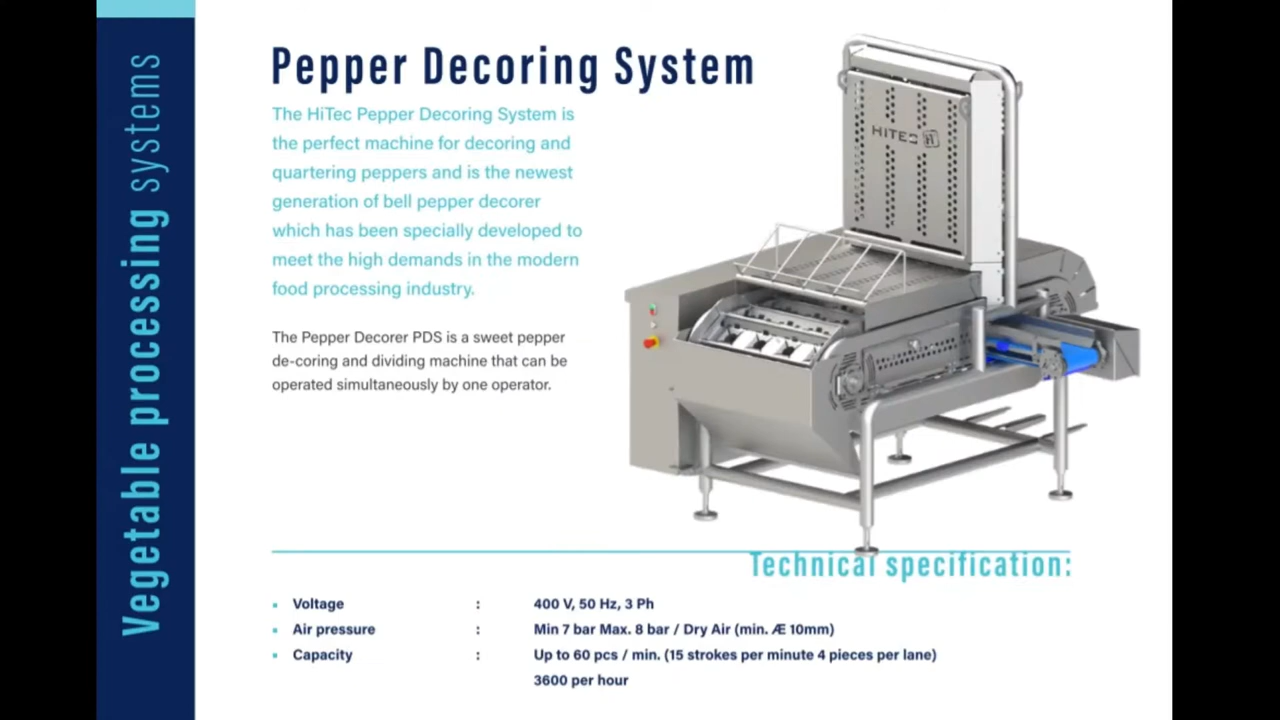 Vegetable processing systems
Pepper Decoring System
The HiTec Pepper Decoring System is
the perfect machine for decoring and
quartering peppers and is the newest
generation of bell pepper decorer
which has been specially developed to
meet the high demands in the modern
food processing industry.
The Pepper Decorer PDS is a sweet pepper
de-coring and dividing machine that can be
operated simultaneously by one operator.
HITEC
Technical specification:
▪ Voltage : 400 V, 50 Hz, 3 Ph
▪ Air pressure : Min 7 bar Max. 8 bar / Dry Air (min. Æ 10mm)
▪ Capacity : Up to 60 pcs / min. (15 strokes per minute 4 pieces per lane)
3600 per hour